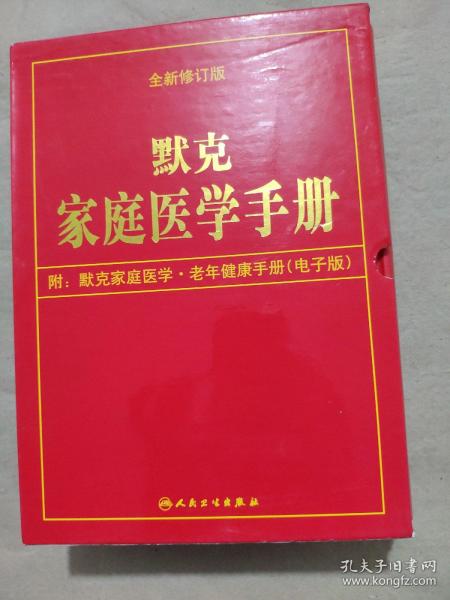 全新修订版
默克
家庭医学手册
附：默克家庭医学·老年健康手册（电子版）
人民卫生出版社
孔夫子旧书网
www.kongfz.com